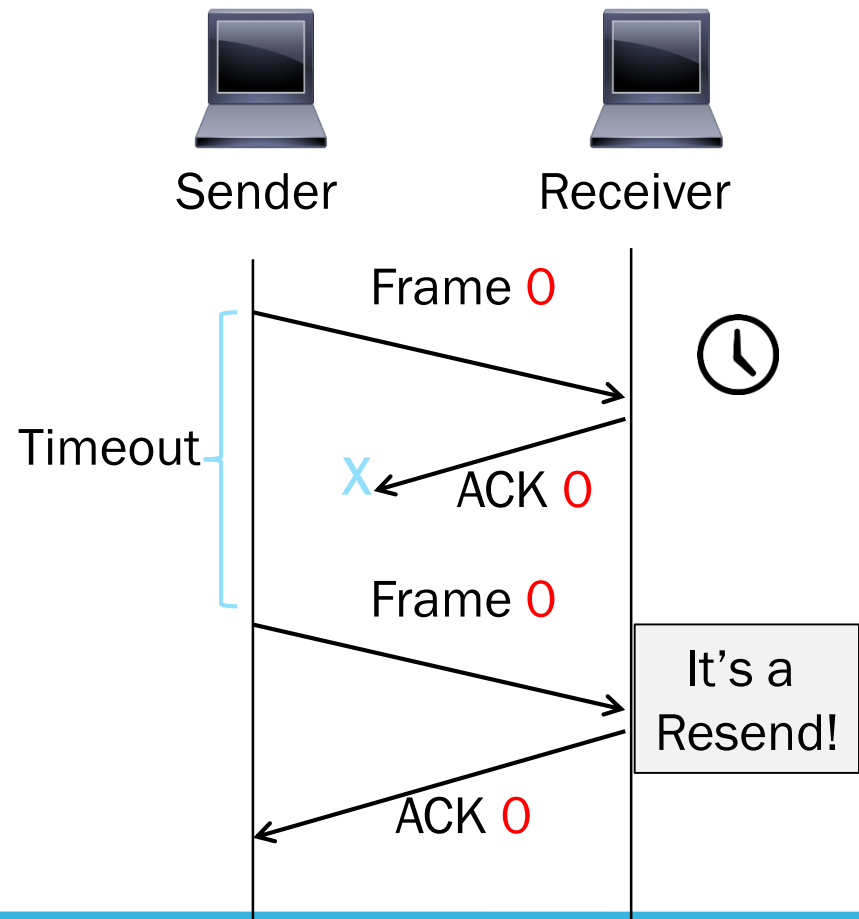 Sender
Receiver
Frame 0
Timeout
X
ACK 0
Frame 0
It’s a
Resend!
ACK 0